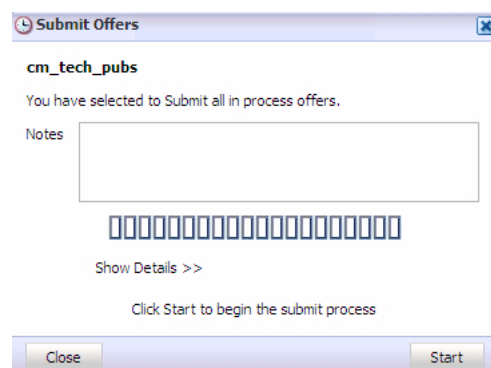 Submit Offers
cm_tech_pubs
You have selected to Submit all in process offers.
Notes
Show Details >>
Click Start to begin the submit process
Close Start